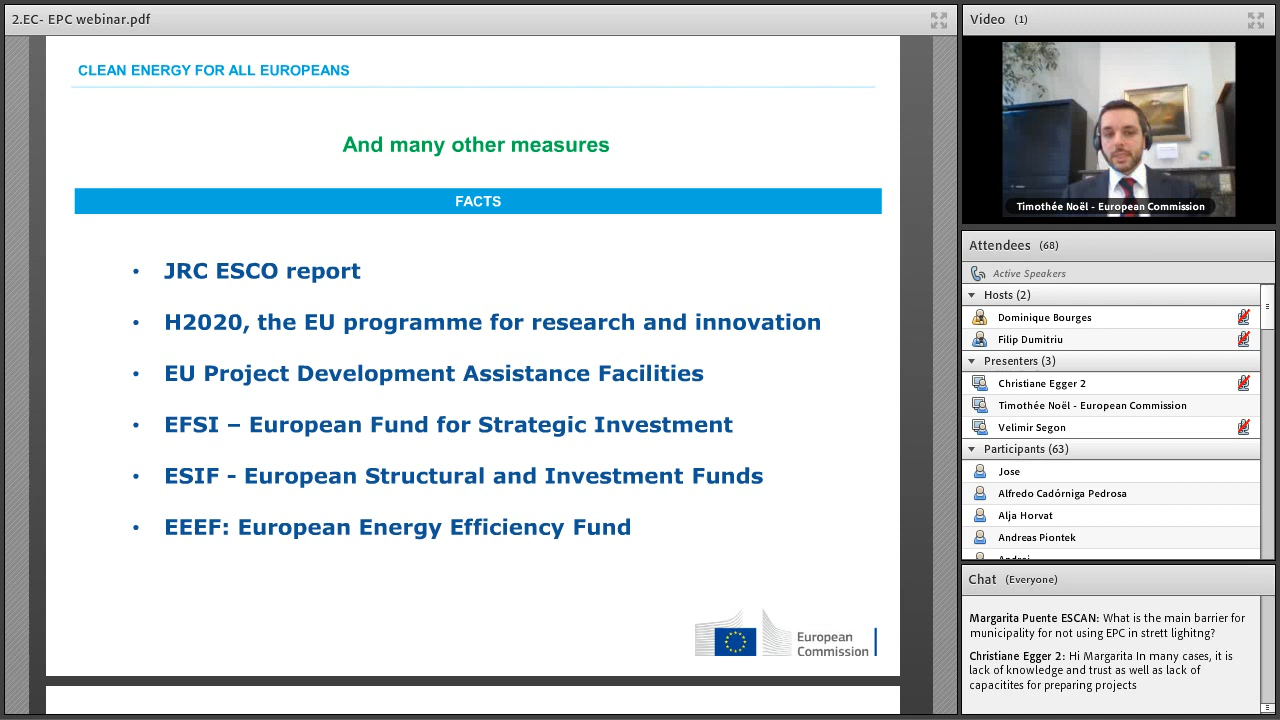 2.EC- EPC webinar.pdf
CLEAN ENERGY FOR ALL EUROPEANS
And many other measures
FACTS
• JRC ESCO report
• H2020, the EU programme for research and innovation
• EU Project Development Assistance Facilities
• EFSI – European Fund for Strategic Investment
• ESIF - European Structural and Investment Funds
• EEEF: European Energy Efficiency Fund
European
Commission
Video (1)
Timothée Noël - European Commission
Attendees (68)
Active Speakers
Hosts (2)
Dominique Bourges
Filip Dumitriu
Presenters (3)
Christiane Egger 2
Timothée Noël - European Commission
Velimir Segon
Participants (63)
Jose
Alfredo Cadórniga Pedrosa
Alja Horvat
Andreas Piontek
Andrei
Chat (Everyone)
Margarita Puente ESCAN: What is the main barrier for
municipality for not using EPC in strett lighitng?
Christiane Egger 2: Hi Margarita In many cases, it is
lack of knowledge and trust as well as lack of
capacitites for preparing projects